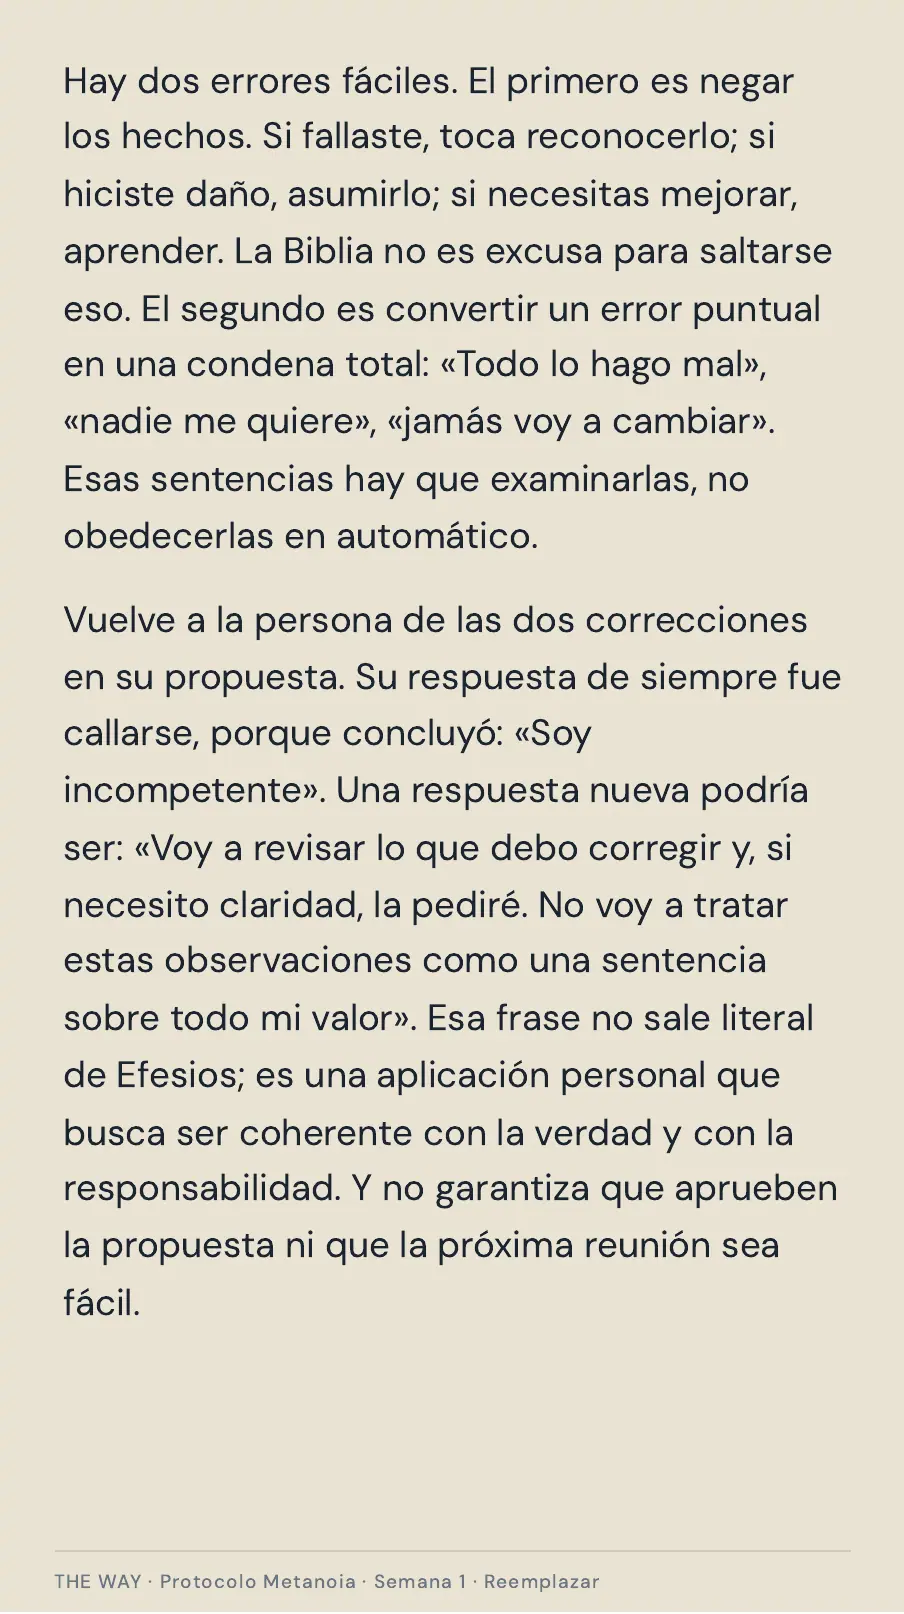 Hay dos errores fáciles. El primero es negar
los hechos. Si fallaste, toca reconocerlo; si
hiciste daño, asumirlo; si necesitas mejorar,
aprender. La Biblia no es excusa para saltarse
eso. El segundo es convertir un error puntual
en una condena total: «Todo lo hago mal»,
«nadie me quiere», «jamás voy a cambiar».
Esas sentencias hay que examinarlas, no
obedecerlas en automático.
Vuelve a la persona de las dos correcciones
en su propuesta. Su respuesta de siempre fue
callarse, porque concluyó: «Soy
incompetente». Una respuesta nueva podría
ser: «Voy a revisar lo que debo corregir y, si
necesito claridad, la pediré. No voy a tratar
estas observaciones como una sentencia
sobre todo mi valor». Esa frase no sale literal
de Efesios; es una aplicación personal que
busca ser coherente con la verdad y con la
responsabilidad. Y no garantiza que aprueben
la propuesta ni que la próxima reunión sea
fácil.
THE WAY · Protocolo Metanoia · Semana 1 · Reemplazar